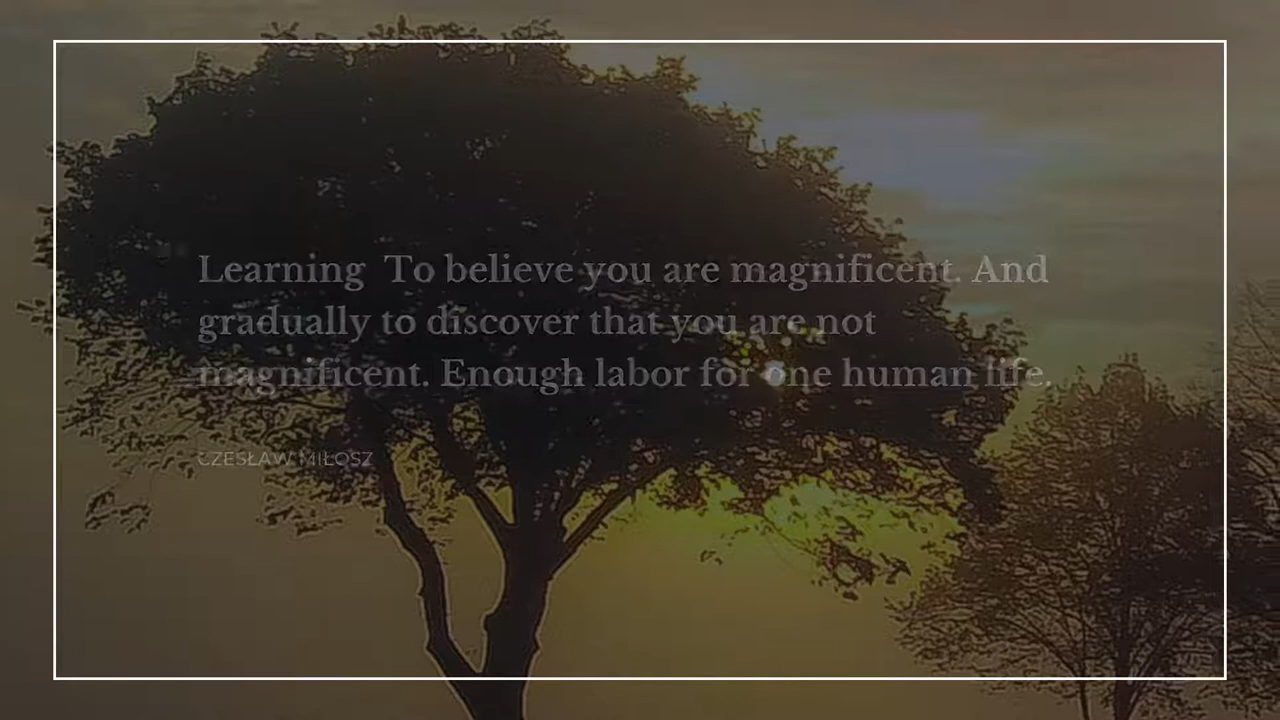 Learning  To believe you are magnificent. And
gradually to discover that you are not
magnificent. Enough labor for one human life.
CZESŁAW MIŁOSZ